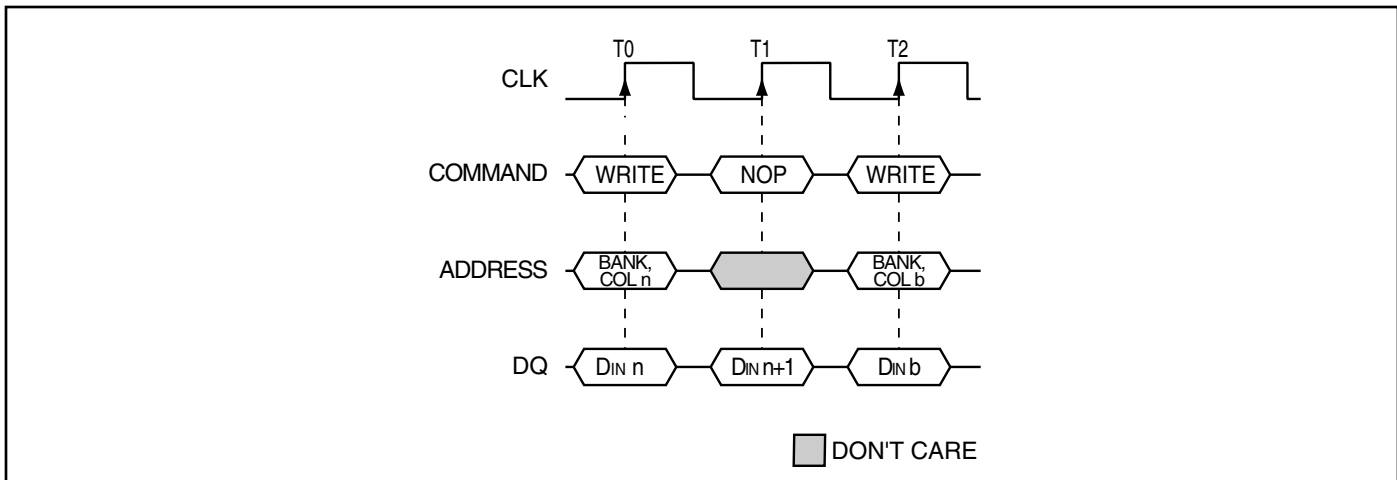 T0 T1 T2
CLK
COMMAND WRITE NOP WRITE
ADDRESS BANK, COL n BANK, COL b
DQ DIN n DIN n+1 DIN b
DON'T CARE